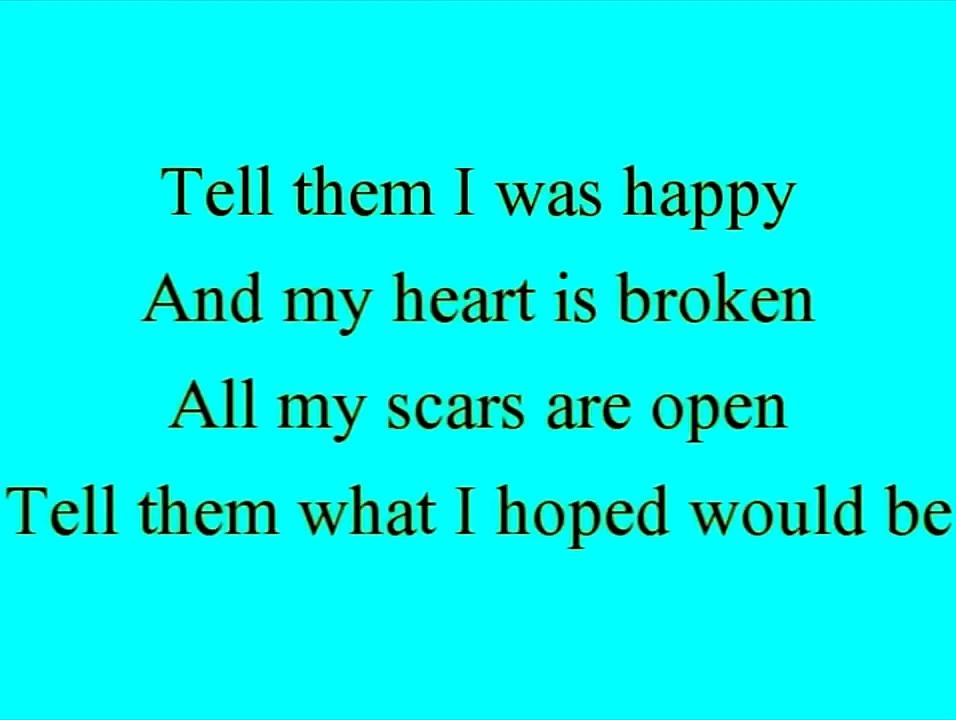 Tell them I was happy
And my heart is broken
All my scars are open
Tell them what I hoped would be